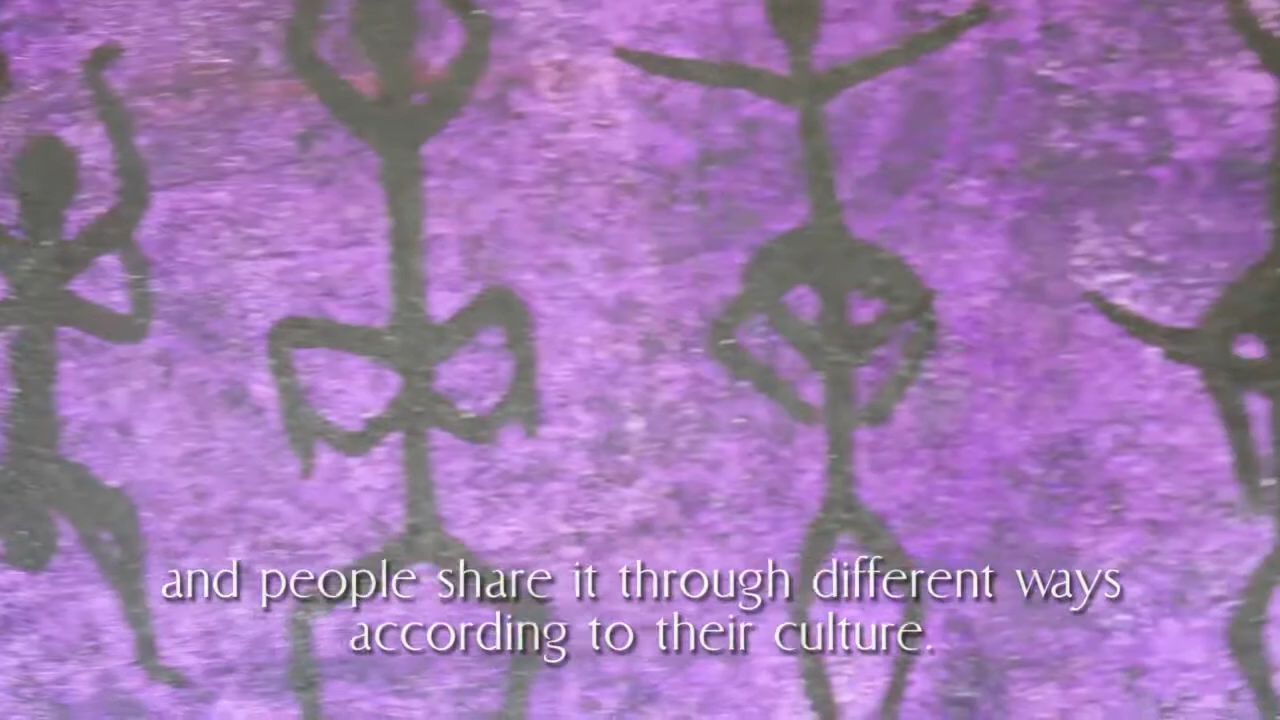 and people share it through different ways
according to their culture.